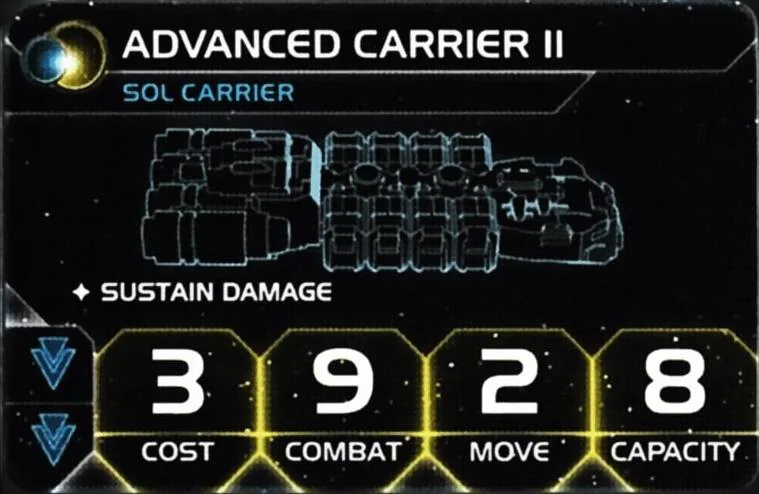 ADVANCED CARRIER II
SOL CARRIER
✦ SUSTAIN DAMAGE
3 9 2 8
COST COMBAT MOVE CAPACITY